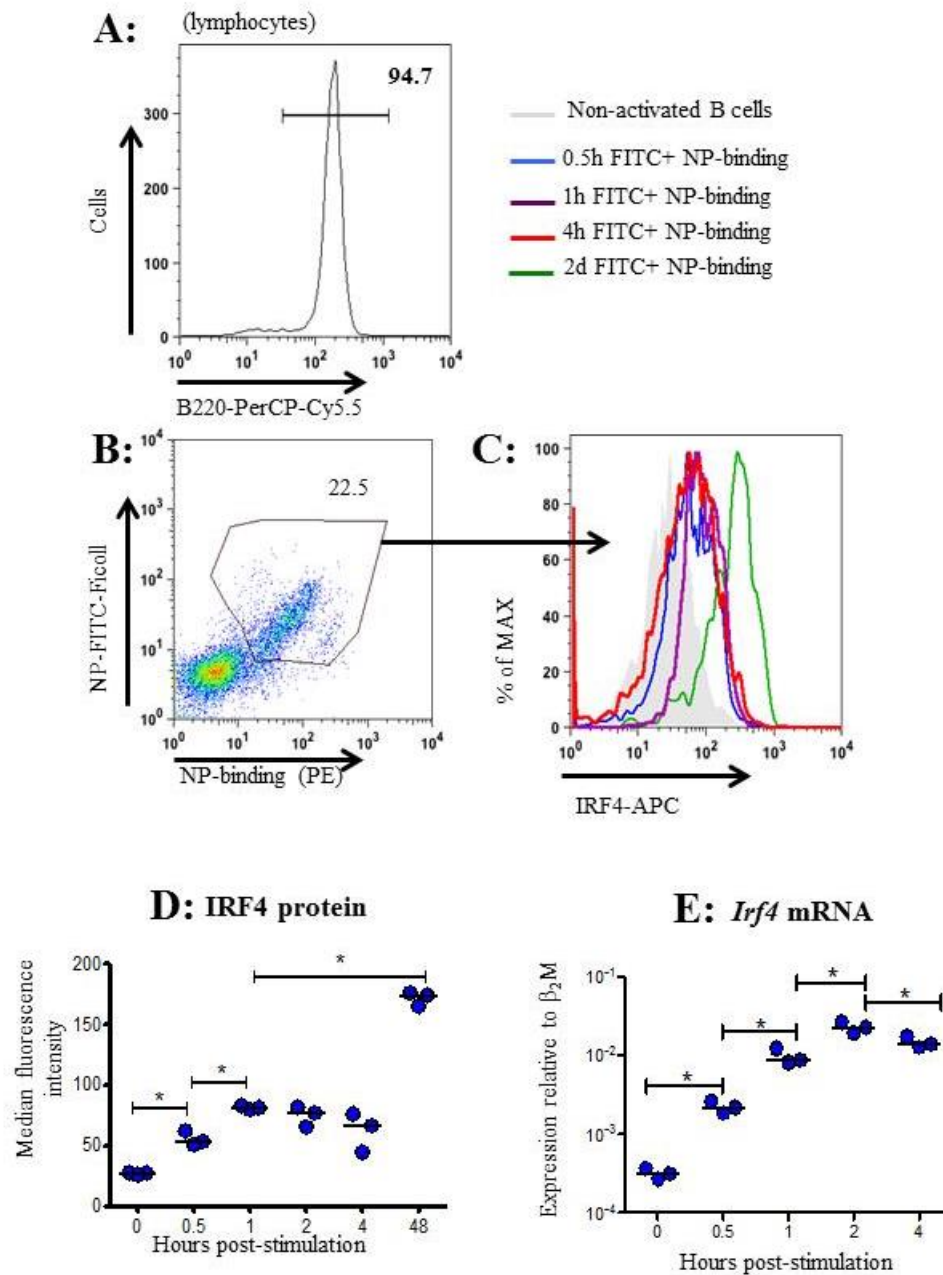 A: (lymphocytes)
94.7
300
200
100
0
Cells
10^0 10^1 10^2 10^3 10^4
B220-PerCP-Cy5.5
Non-activated B cells
0.5h FITC+ NP-binding
1h FITC+ NP-binding
4h FITC+ NP-binding
2d FITC+ NP-binding
B:
22.5
10^4
10^3
10^2
10^1
10^0
NP-FITC-Ficoll
10^0 10^1 10^2 10^3 10^4
NP-binding (PE)
C:
100
80
60
40
20
0
% of MAX
10^0 10^1 10^2 10^3 10^4
IRF4-APC
D: IRF4 protein
200
150
100
50
0
Median fluorescence
intensity
* * *
0 0.5 1 2 4 48
Hours post-stimulation
E: Irf4 mRNA
10^-1
10^-2
10^-3
10^-4
Expression relative to β₂M
* * * *
0 0.5 1 2 4
Hours post-stimulation